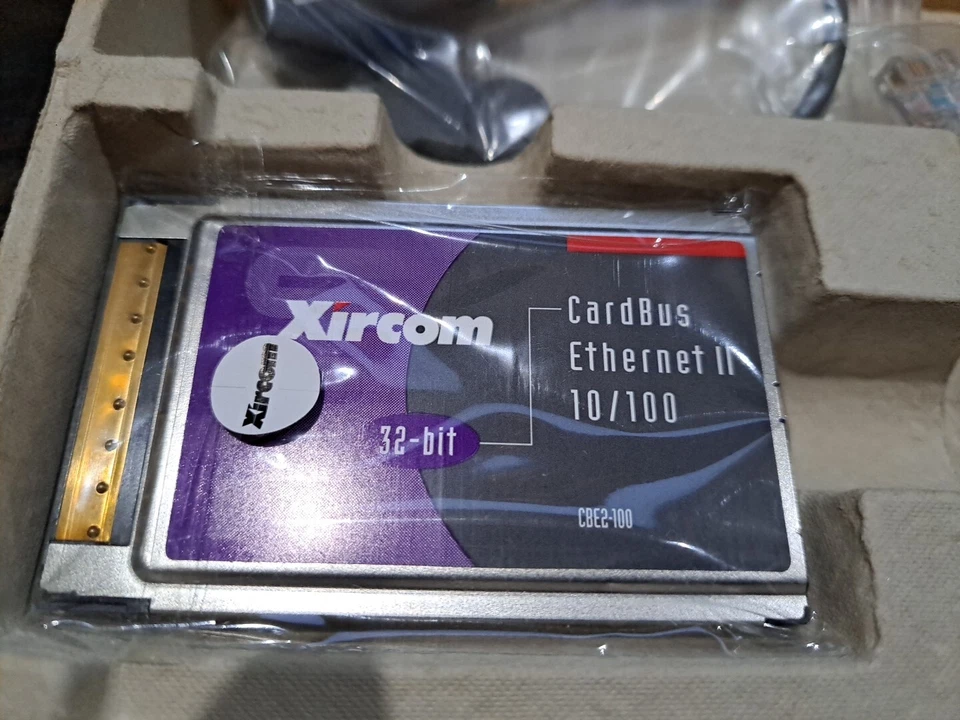 Xircom
Xircom
32-bit
CardBus
Ethernet II
10/100
CBE2-100